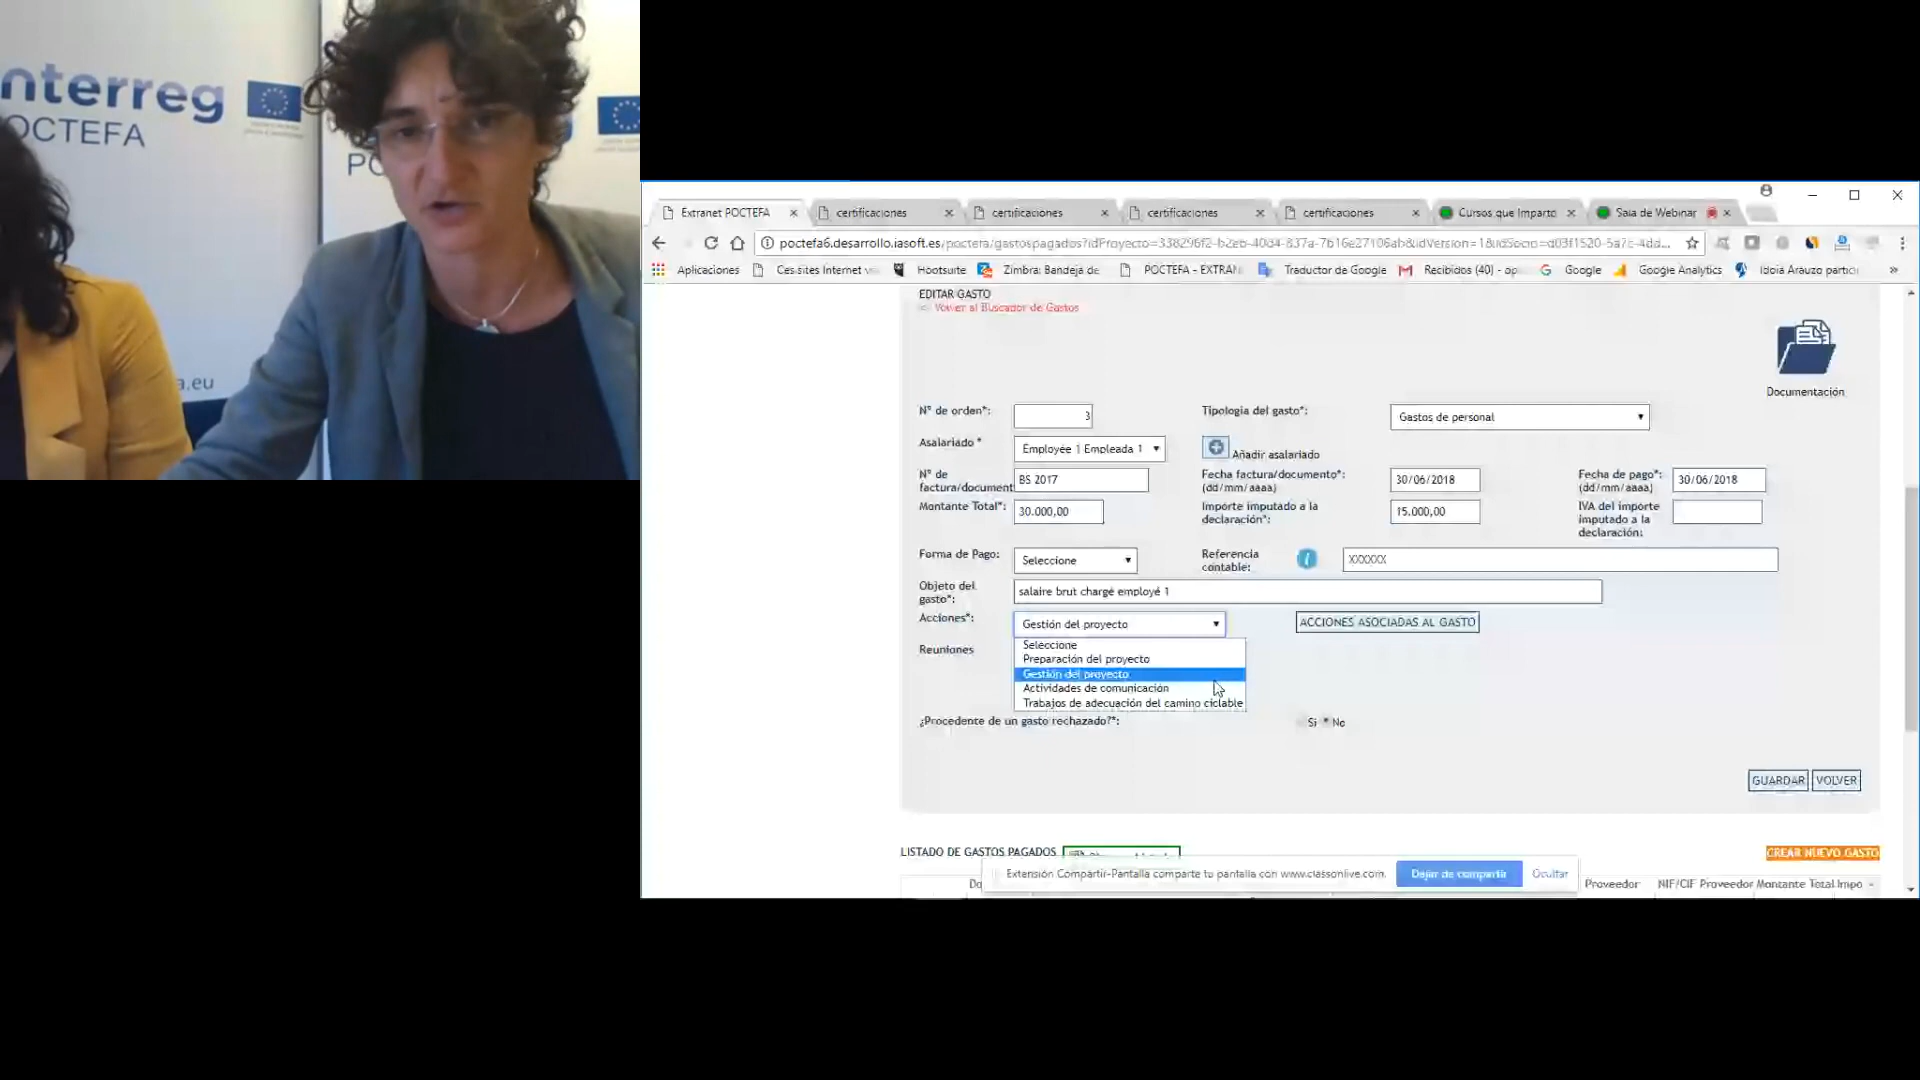 nterreg
OCTEFA
PO
a.eu
Extranet POCTEFA
certificaciones
certificaciones
certificaciones
certificaciones
Cursos que Imparto
Sala de Webinar
Aplicaciones
Hootsuite
Zimbra: Bandeja de
POCTEFA - EXTRAN
Traductor de Google
Recibidos (40) - op
Google
Google Analytics
Idoia Arauzo partici
»
EDITAR GASTO
Volver al Buscador de Gastos
Documentación
Nº de orden*:
3
Tipología del gasto*:
Gastos de personal
Asalariado *
Employée 1 Empleada 1
Añadir asalariado
Nº de
factura/document
BS 2017
Fecha factura/documento*:
(dd/mm/aaaa)
30/06/2018
Fecha de pago*:
(dd/mm/aaaa)
30/06/2018
Montante Total*:
30.000,00
Importe imputado a la
declaración*:
15.000,00
IVA del importe
imputado a la
declaración:
Forma de Pago:
Seleccione
Referencia
contable:
XXXXXX
Objeto del
gasto*:
salaire brut chargé employé 1
Acciones*:
Gestión del proyecto
ACCIONES ASOCIADAS AL GASTO
Seleccione
Preparación del proyecto
Gestión del proyecto
Actividades de comunicación
Trabajos de adecuación del camino ciclable
Reuniones
¿Procedente de un gasto rechazado?*:
Si
No
GUARDAR
VOLVER
LISTADO DE GASTOS PAGADOS
CREAR NUEVO GASTO
Extensión Compartir-Pantalla comparte tu pantalla con www.classonlive.com.
Dejar de compartir
Ocultar
Proveedor
NIF/CIF Proveedor
Montante Total
Impo